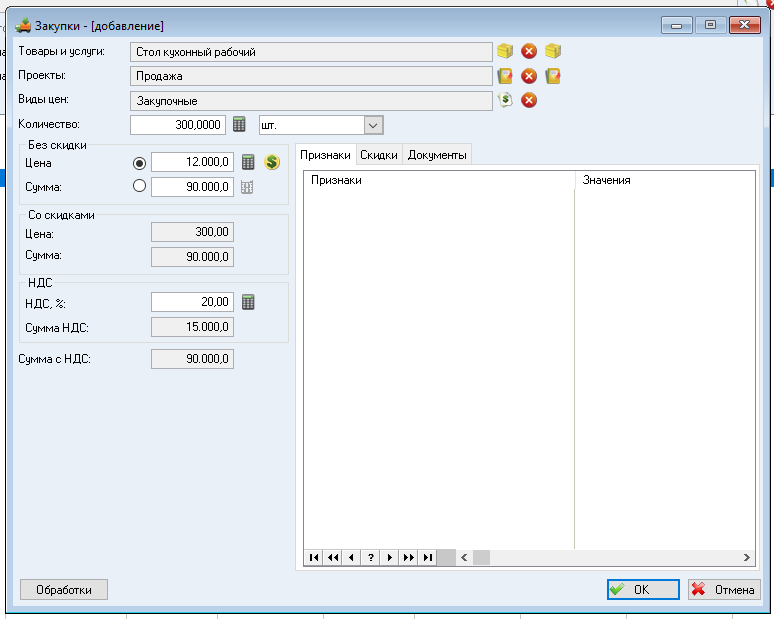 Закупки - [добавление]
Товары и услуги: Стол кухонный рабочий
Проекты: Продажа
Виды цен: Закупочные
Количество: 300,0000 шт.
Без скидки
Цена 12.000,0
Сумма: 90.000,0
Со скидками
Цена: 300,00
Сумма: 90.000,0
НДС
НДС, %: 20,00
Сумма НДС: 15.000,0
Сумма с НДС: 90.000,0
Признаки Скидки Документы
Признаки Значения
?
Обработки OK Отмена